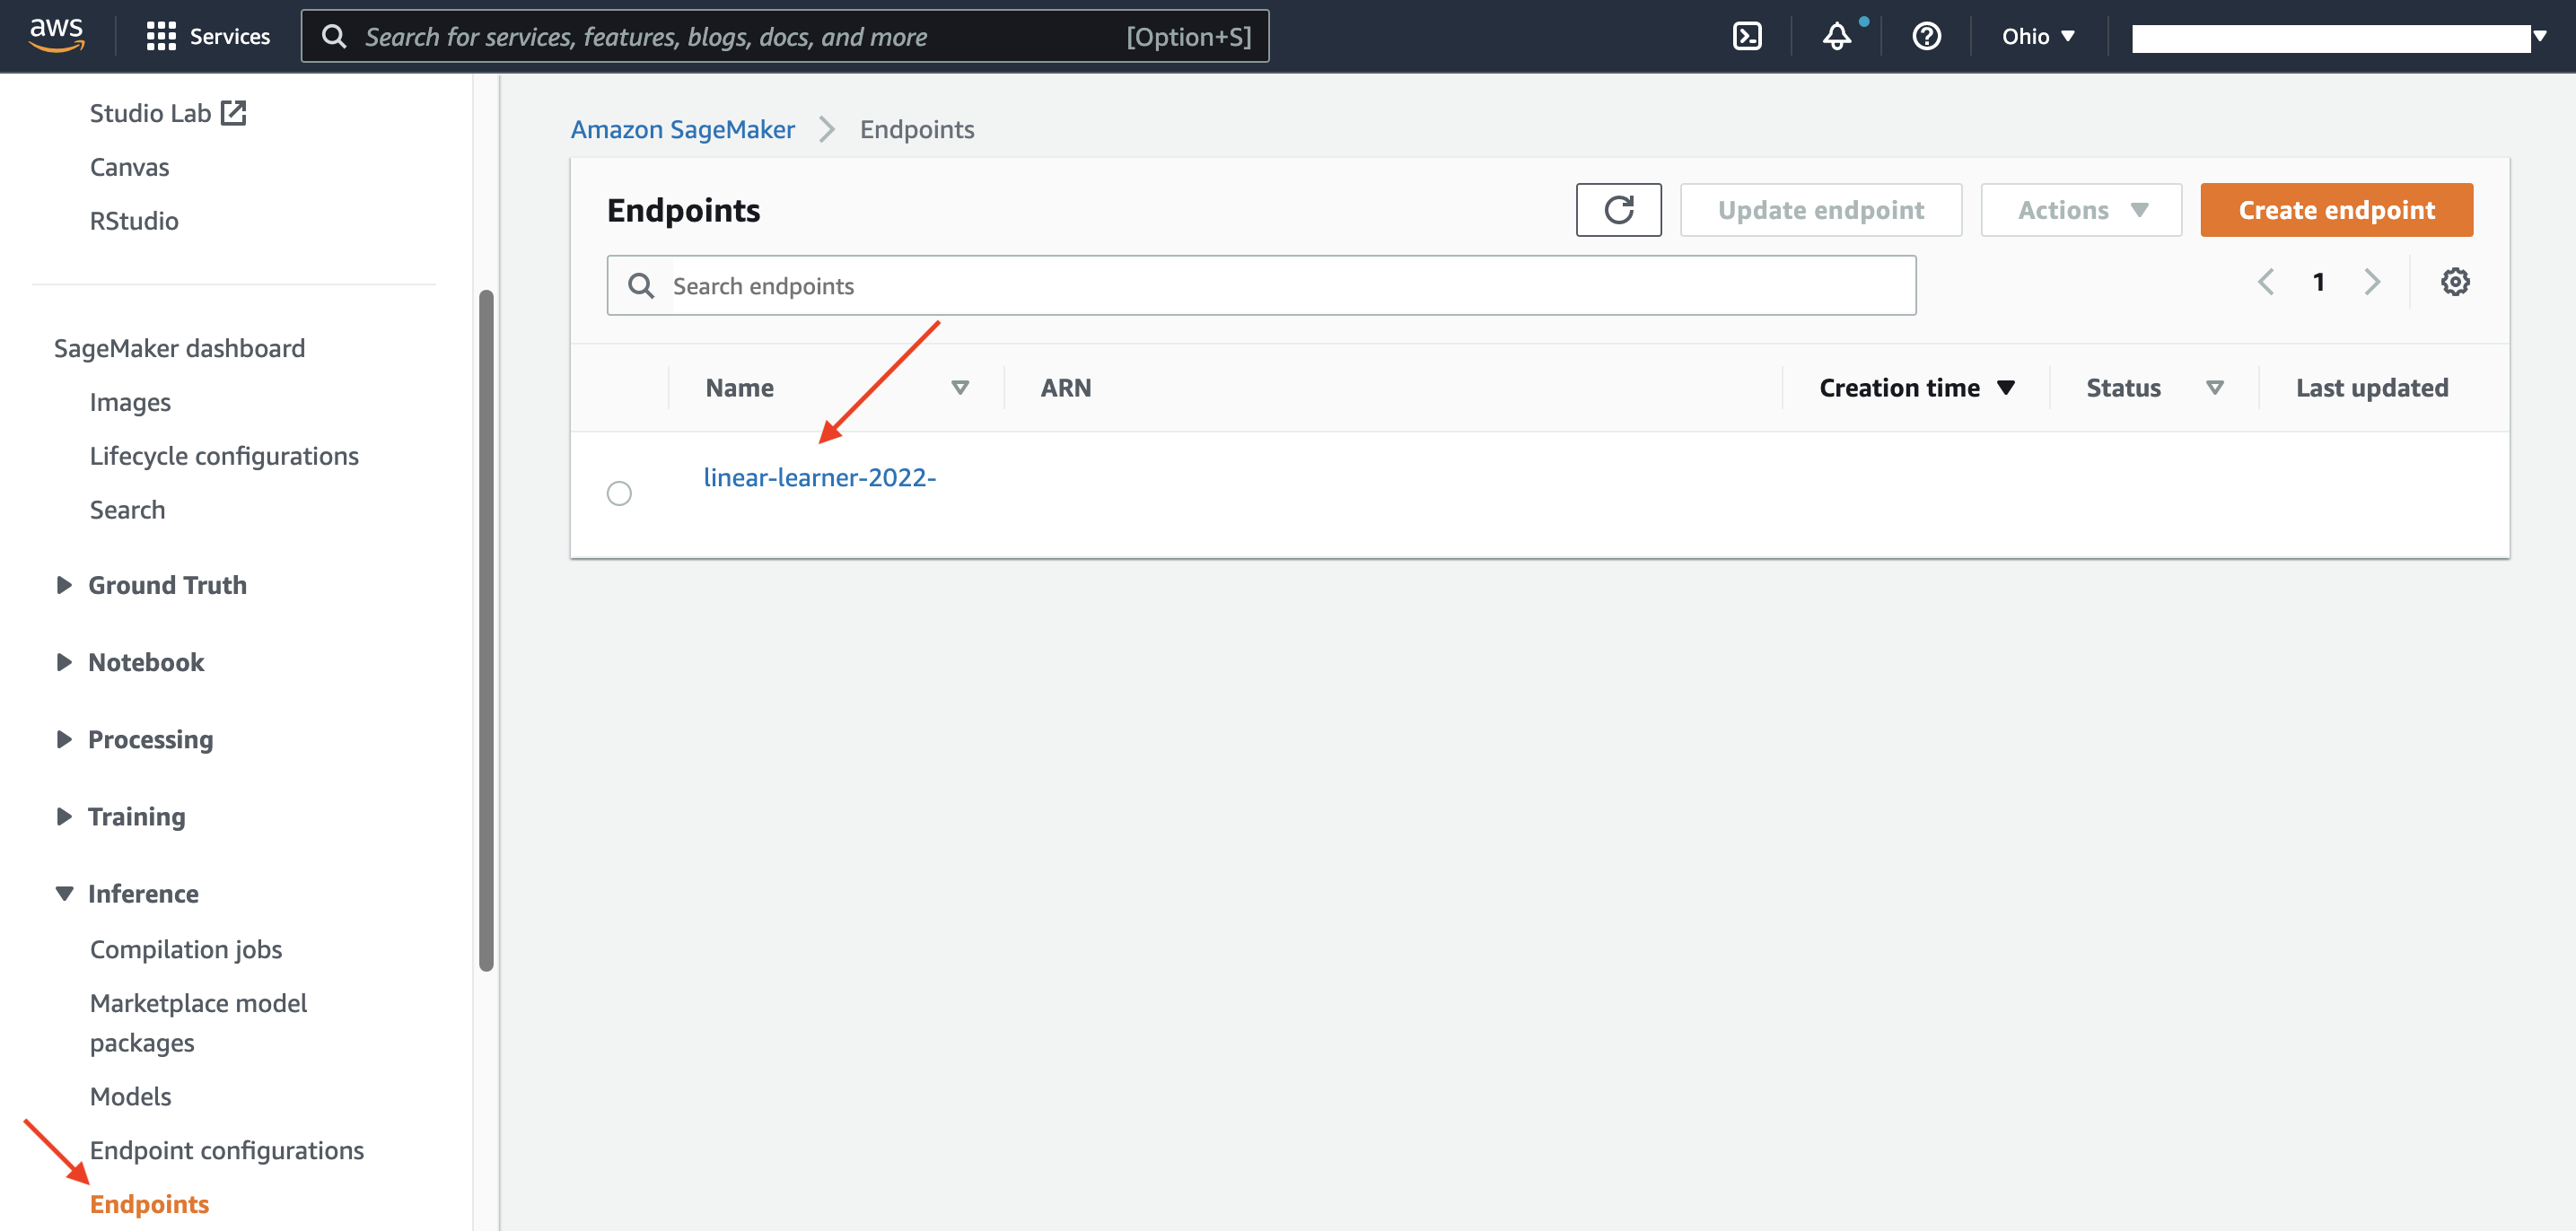 aws
Services
Search for services, features, blogs, docs, and more
[Option+S]
Ohio
Studio Lab
Canvas
RStudio
SageMaker dashboard
Images
Lifecycle configurations
Search
Ground Truth
Notebook
Processing
Training
Inference
Compilation jobs
Marketplace model
packages
Models
Endpoint configurations
Endpoints
Amazon SageMaker
Endpoints
Endpoints
Update endpoint
Actions
Create endpoint
Search endpoints
1
Name
ARN
Creation time
Status
Last updated
linear-learner-2022-